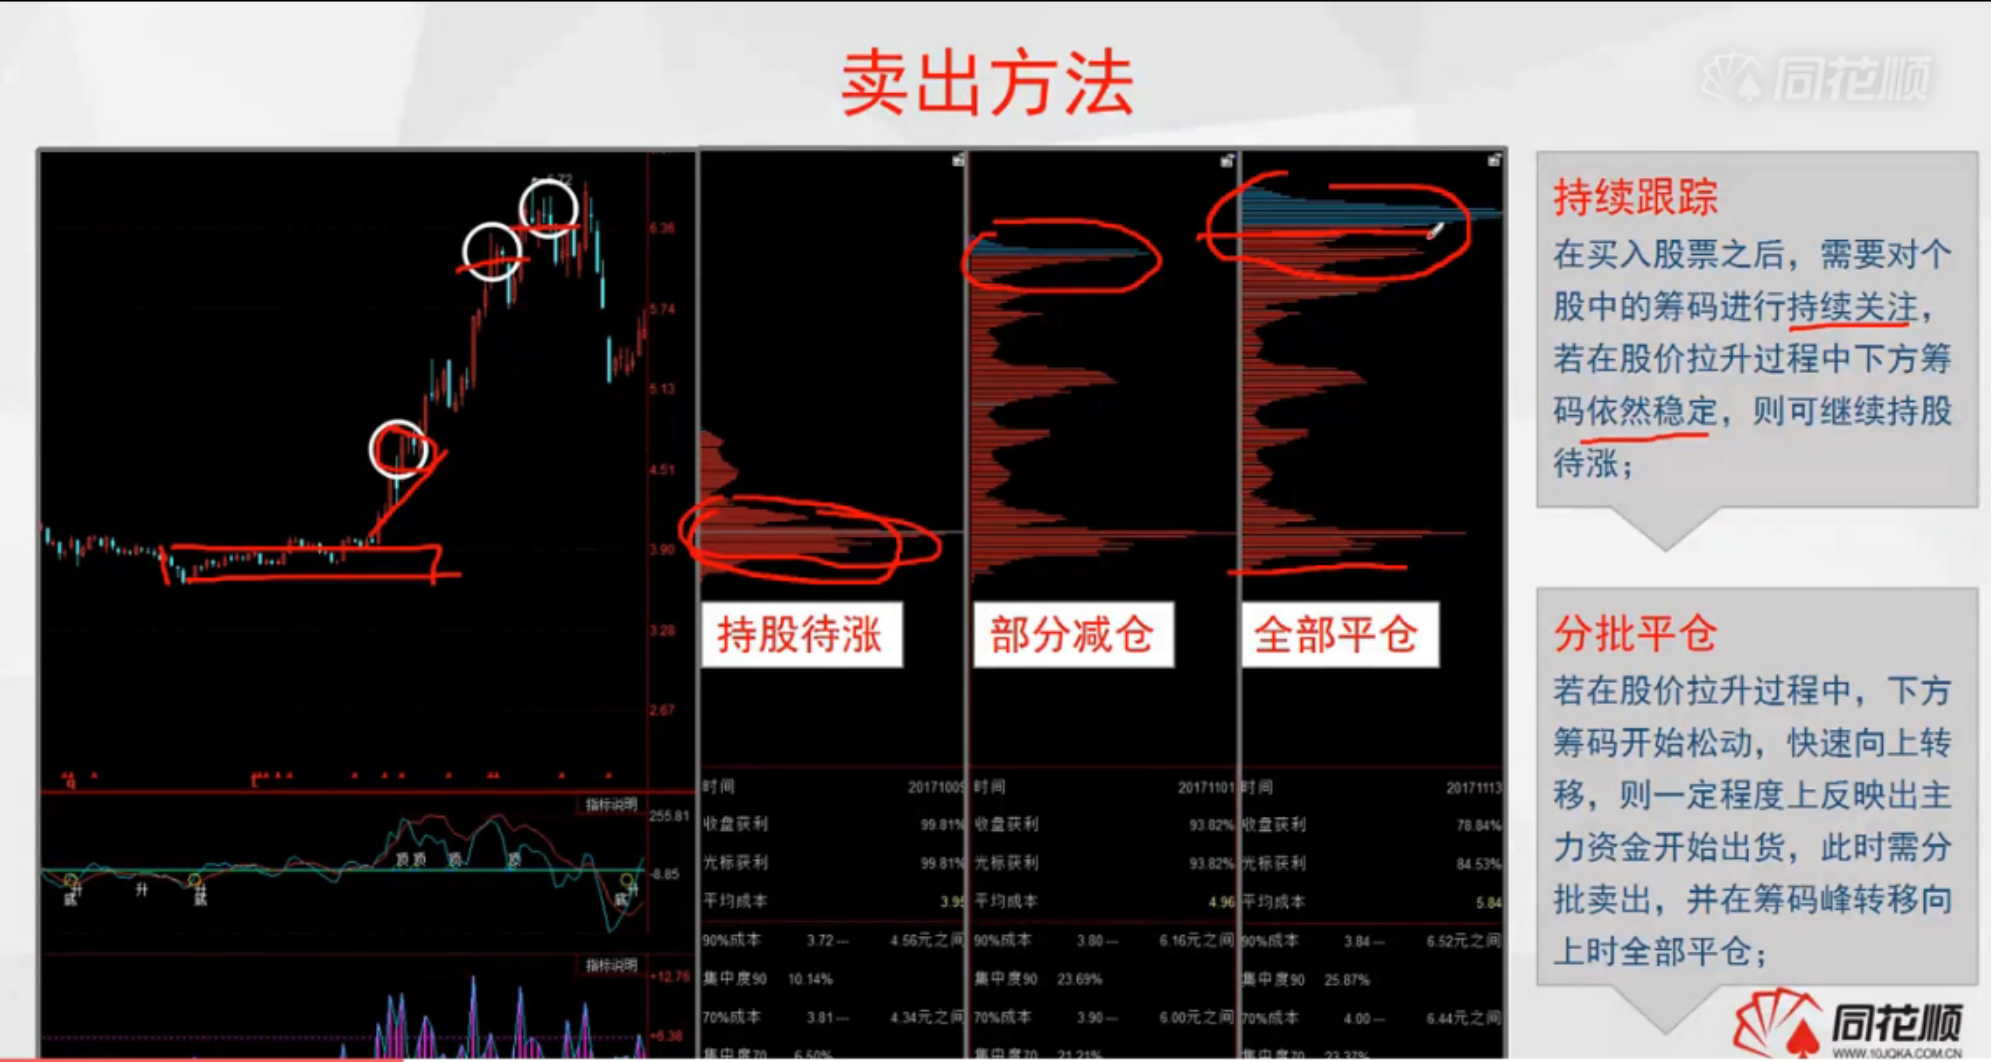 卖出方法
同花顺
6.72
6.36
5.74
5.13
4.51
3.90
3.28
2.67
q
指标说明
255.81
顶 顶 顶 顶
-8.85
升 底 升 升 底 底 升
指标说明
+12.76
+6.38
持股待涨
时间 20171009
收盘获利 99.81%
光标获利 99.81%
平均成本 3.95
90%成本 3.72— 4.56元之间
集中度90 10.14%
70%成本 3.81— 4.34元之间
集中度70 6.50%
部分减仓
时间 20171101
收盘获利 93.82%
光标获利 93.82%
平均成本 4.96
90%成本 3.80— 6.16元之间
集中度90 23.69%
70%成本 3.90— 6.00元之间
集中度70 21.21%
全部平仓
时间 20171113
收盘获利 78.84%
光标获利 84.53%
平均成本 5.84
90%成本 3.84— 6.52元之间
集中度90 25.87%
70%成本 4.00— 6.44元之间
集中度70 23.37%
持续跟踪
在买入股票之后，需要对个
股中的筹码进行持续关注，
若在股价拉升过程中下方筹
码依然稳定，则可继续持股
待涨；
分批平仓
若在股价拉升过程中，下方
筹码开始松动，快速向上转
移，则一定程度上反映出主
力资金开始出货，此时需分
批卖出，并在筹码峰转移向
上时全部平仓；
同花顺
WWW.10JQKA.COM.CN